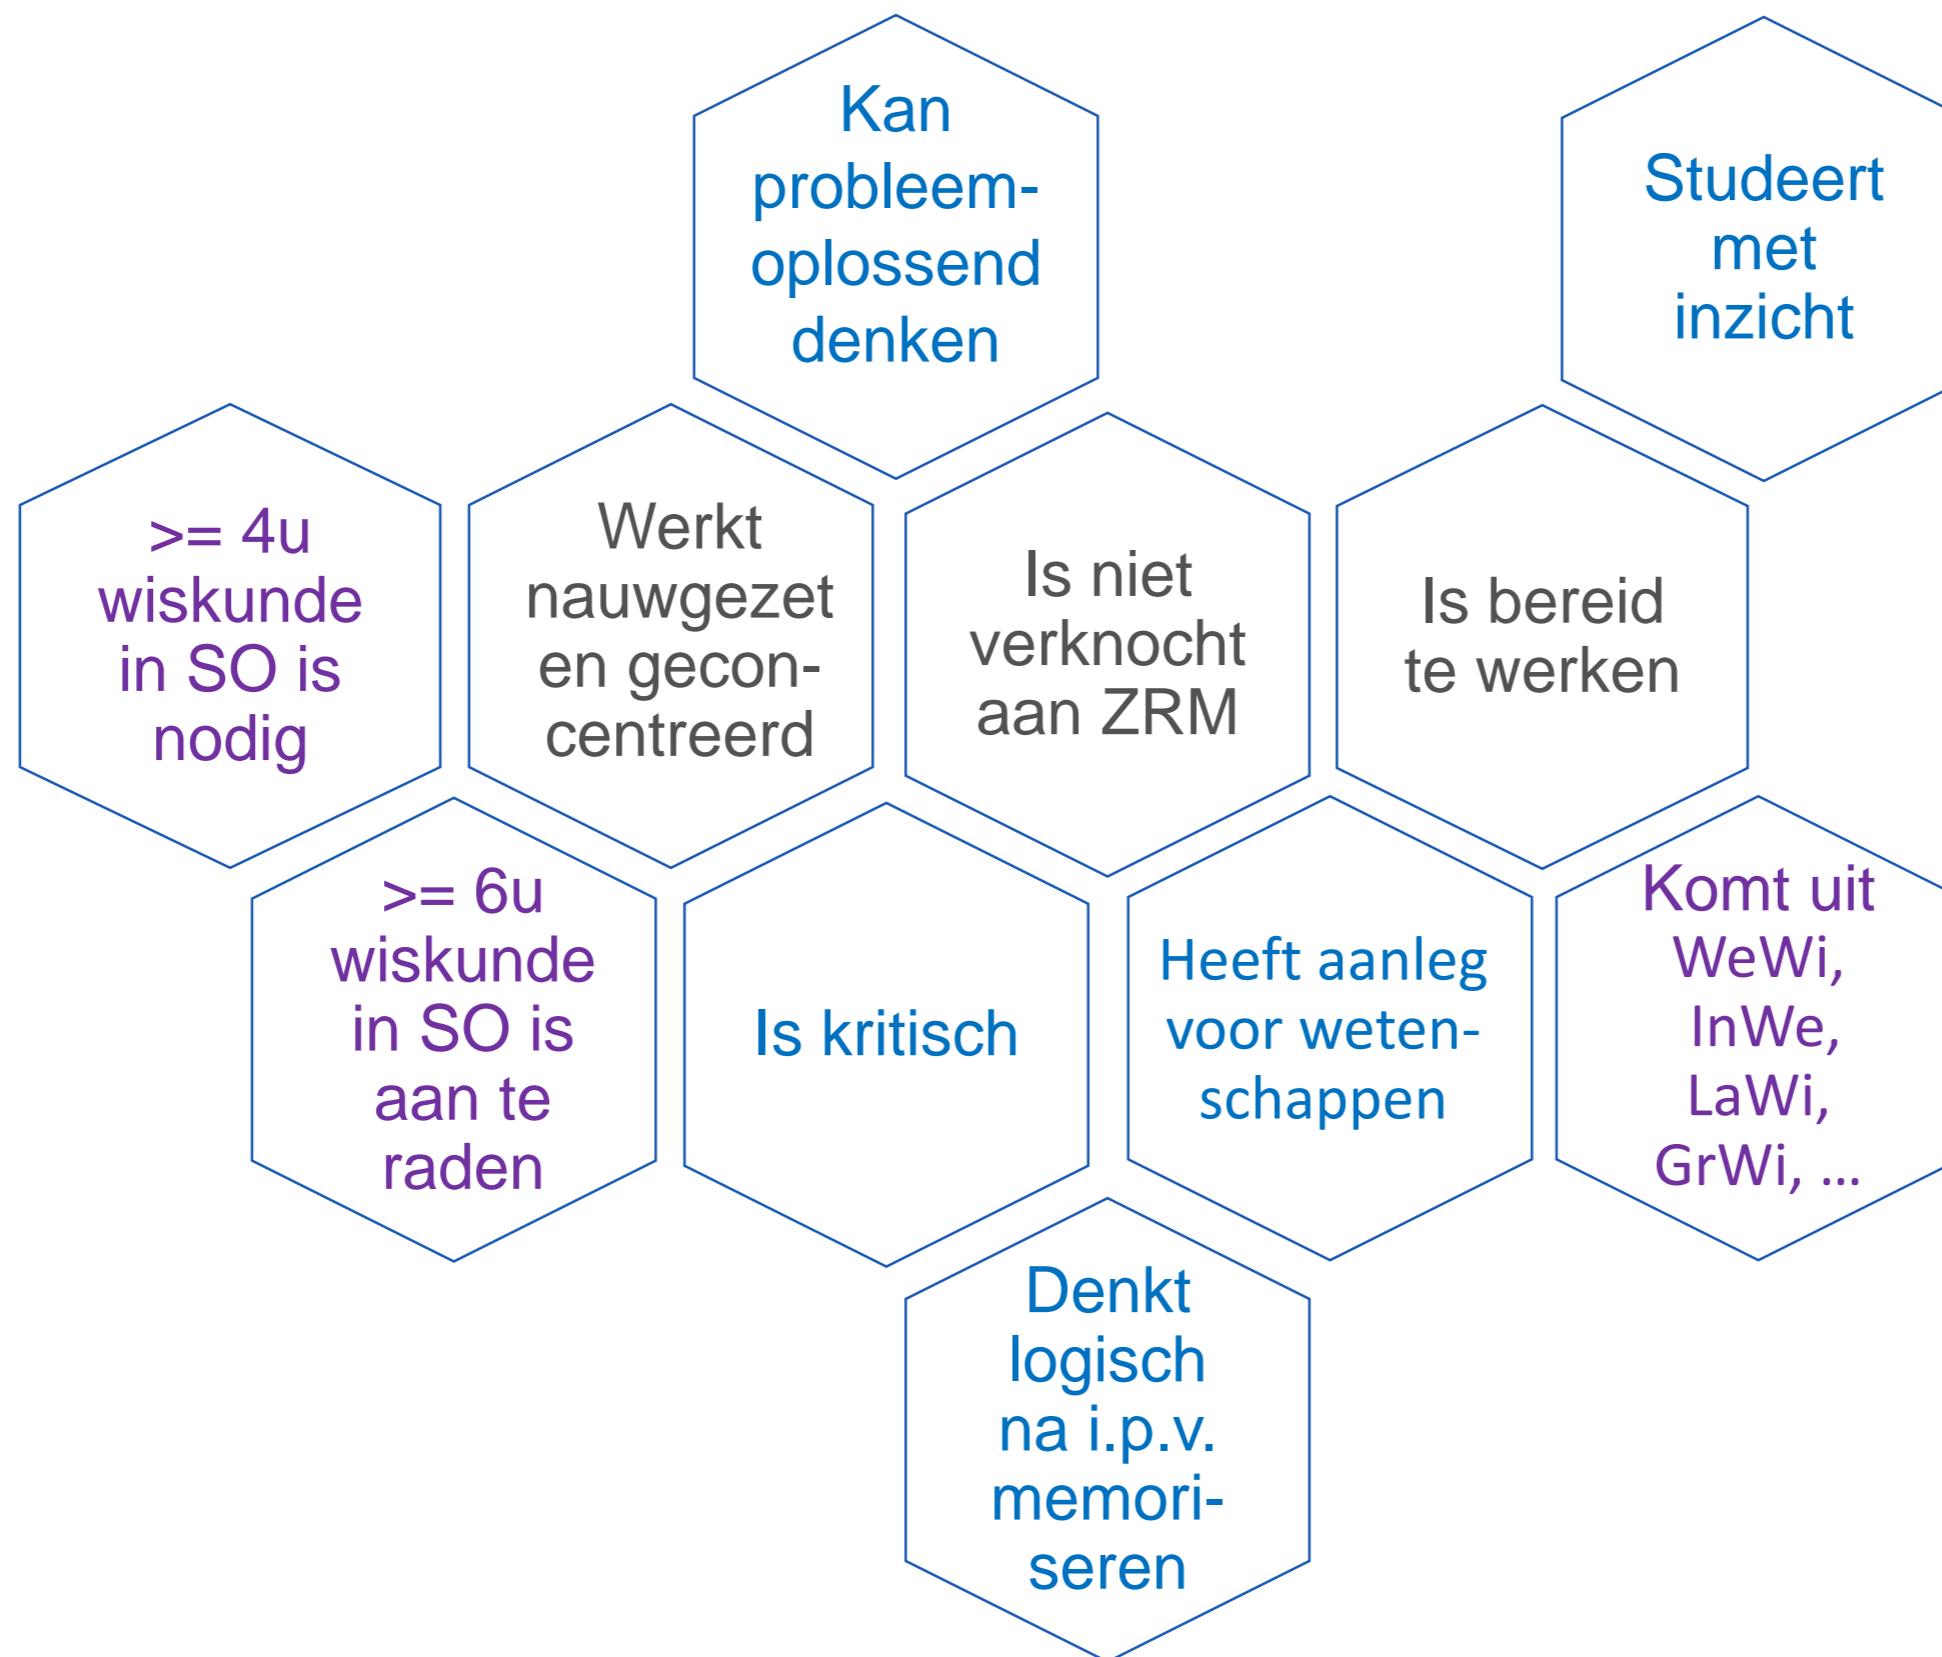 Kan
probleem-
oplossend
denken
Studeert
met
inzicht
>= 4u
wiskunde
in SO is
nodig
Werkt
nauwgezet
en gecon-
centreerd
Is niet
verknocht
aan ZRM
Is bereid
te werken
>= 6u
wiskunde
in SO is
aan te
raden
Is kritisch
Heeft aanleg
voor weten-
schappen
Komt uit
WeWi,
InWe,
LaWi,
GrWi, ...
Denkt
logisch
na i.p.v.
memori-
seren